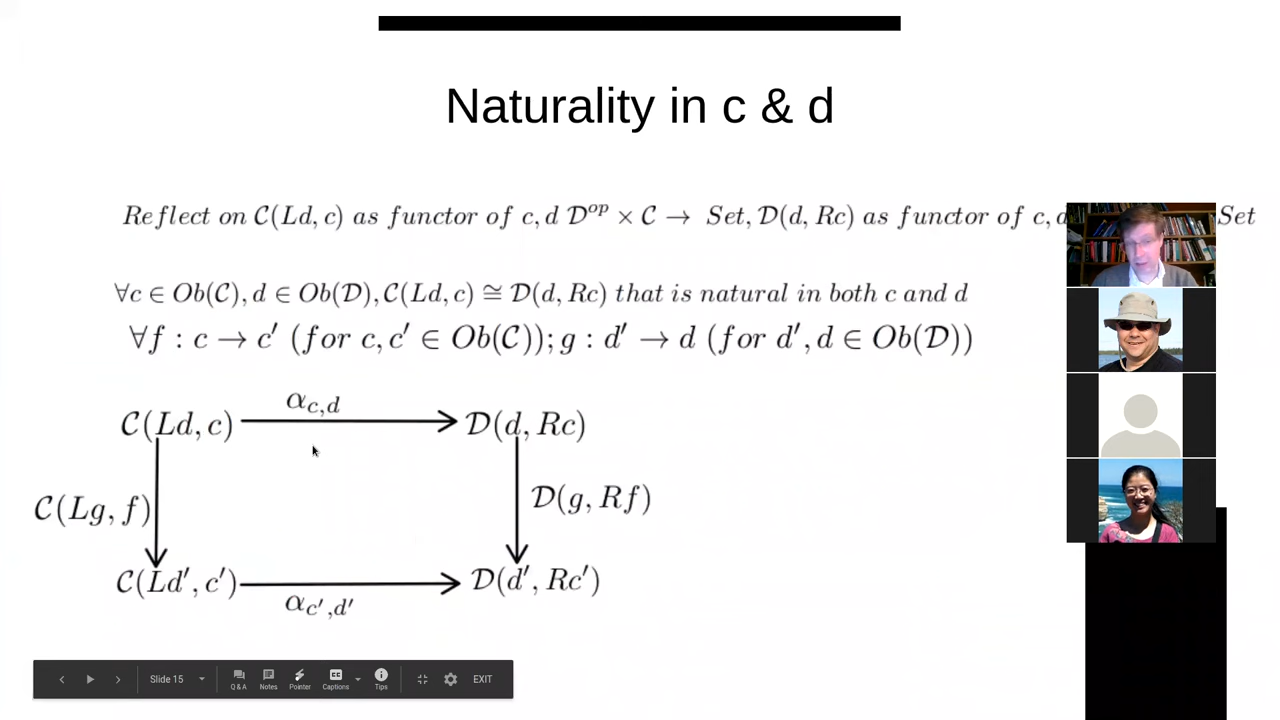 Naturality in c & d
Reflect on 𝒞(Ld, c) as functor of c, d 𝒟^{op} × 𝒞 → Set, 𝒟(d, Rc) as functor of c, Set
∀c ∈ Ob(𝒞), d ∈ Ob(𝒟), 𝒞(Ld, c) ≅ 𝒟(d, Rc) that is natural in both c and d
∀f : c → c′ (for c, c′ ∈ Ob(𝒞)); g : d′ → d (for d′, d ∈ Ob(𝒟))
α_{c,d}
𝒞(Ld, c) 𝒟(d, Rc)
𝒞(Lg, f) 𝒟(g, Rf)
𝒞(Ld′, c′) 𝒟(d′, Rc′)
α_{c′,d′}
Slide 15 Q & A Notes Pointer Captions Tips EXIT